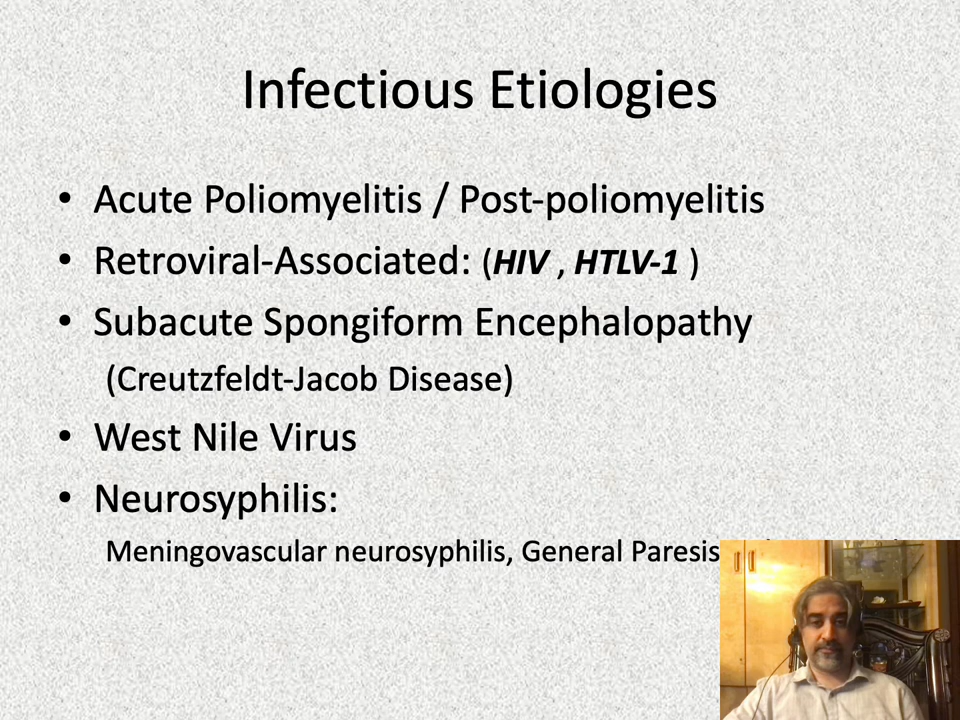 Infectious Etiologies
• Acute Poliomyelitis / Post-poliomyelitis
• Retroviral-Associated: (HIV , HTLV-1 )
• Subacute Spongiform Encephalopathy
(Creutzfeldt-Jacob Disease)
• West Nile Virus
• Neurosyphilis:
Meningovascular neurosyphilis, General Paresis